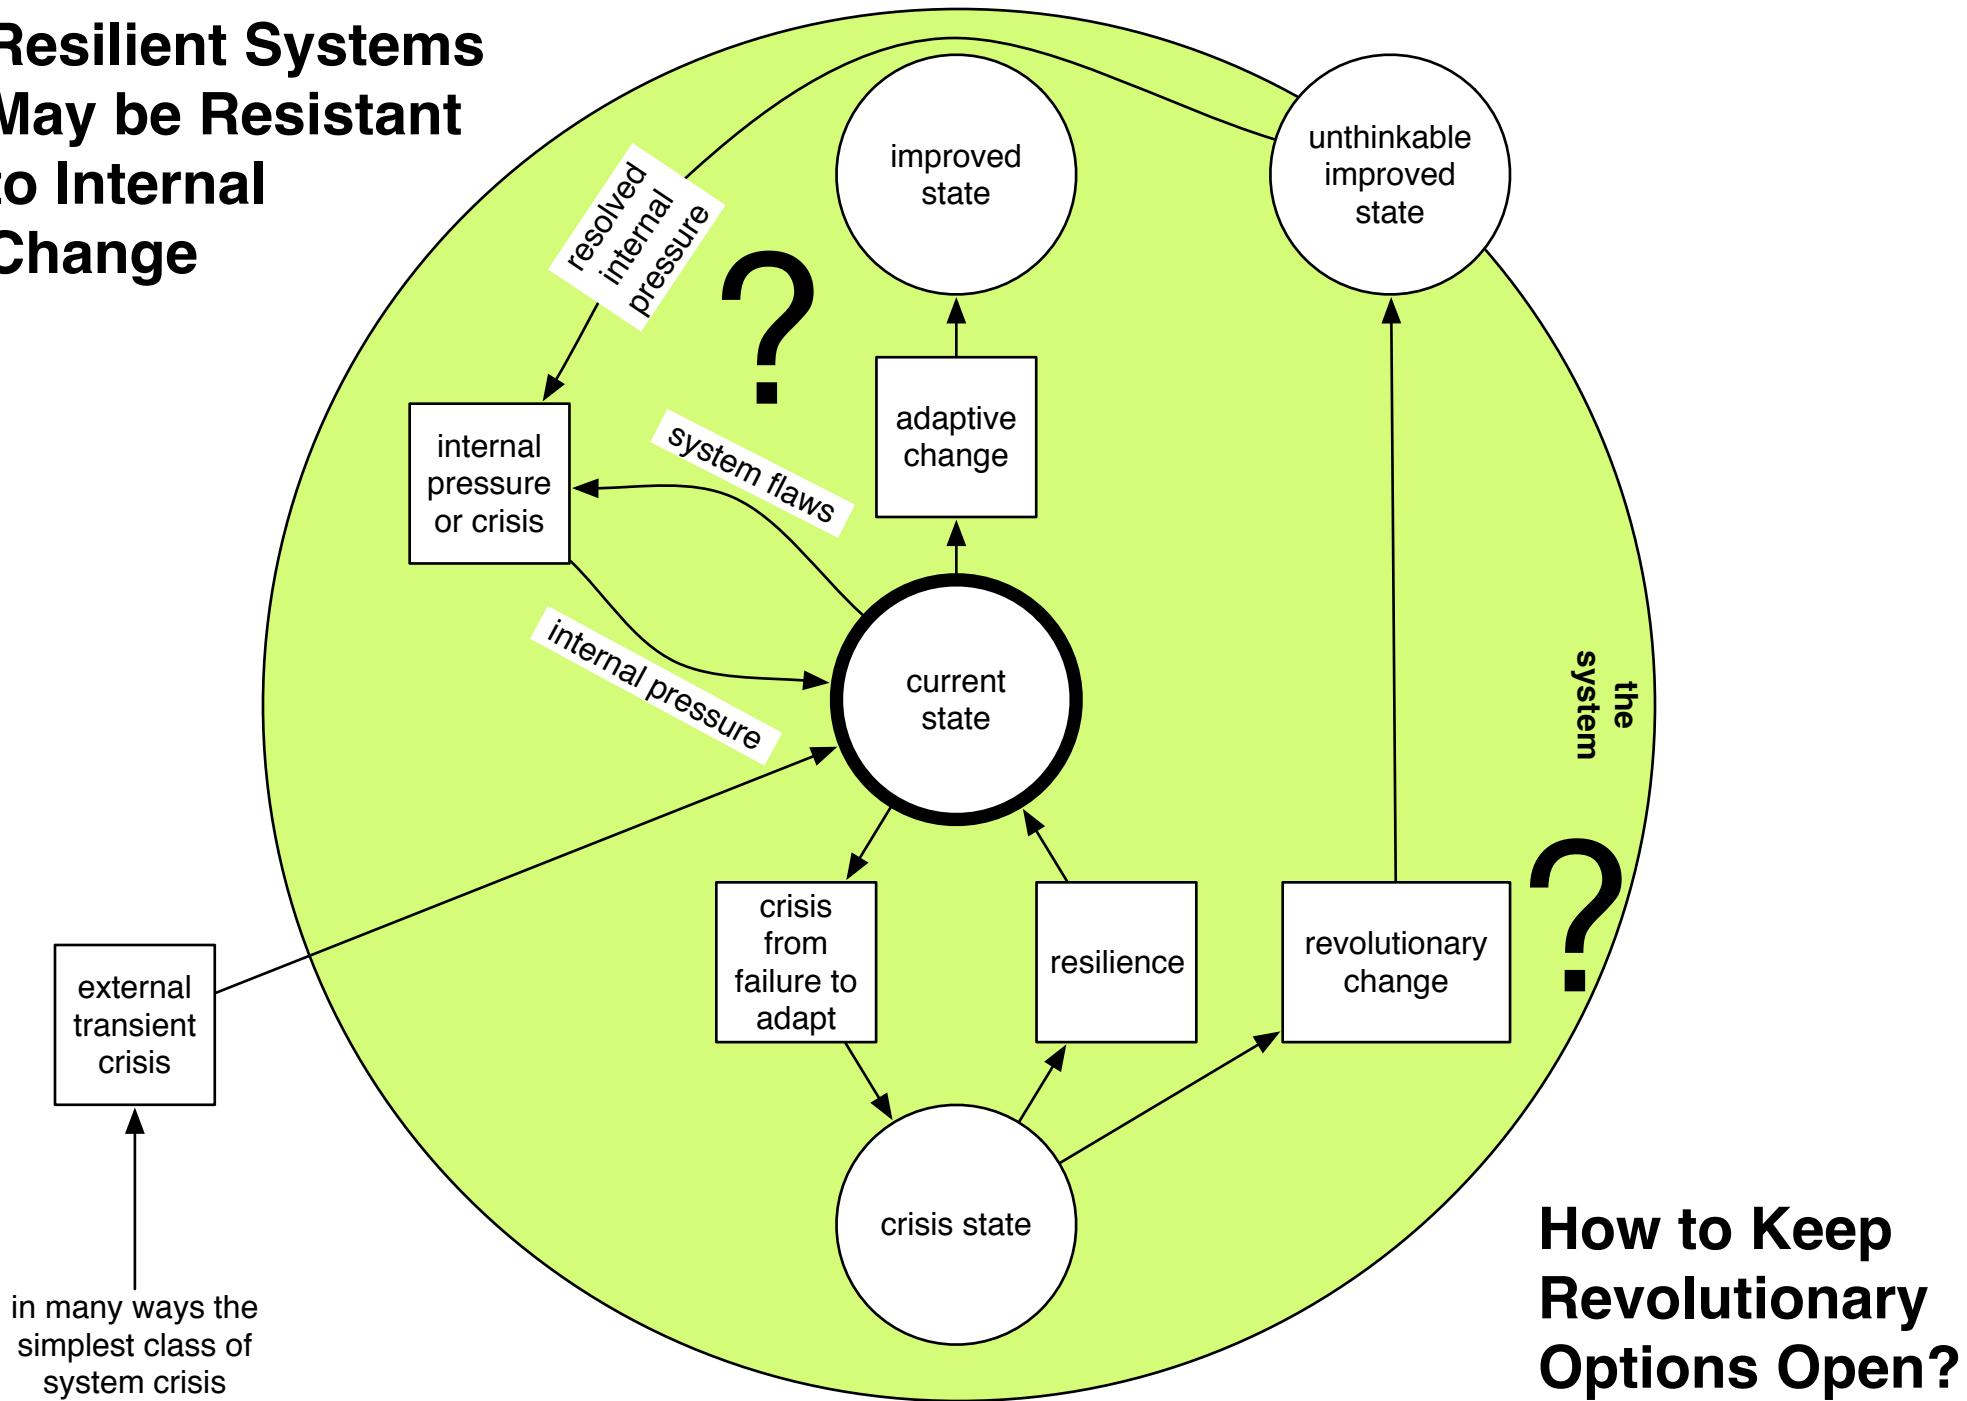 Resilient Systems
May be Resistant
to Internal
Change
improved
state
unthinkable
improved
state
resolved
internal
pressure
?
adaptive
change
internal
pressure
or crisis
system flaws
internal pressure
current
state
the
system
crisis
from
failure to
adapt
resilience
revolutionary
change
?
external
transient
crisis
crisis state
in many ways the
simplest class of
system crisis
How to Keep
Revolutionary
Options Open?